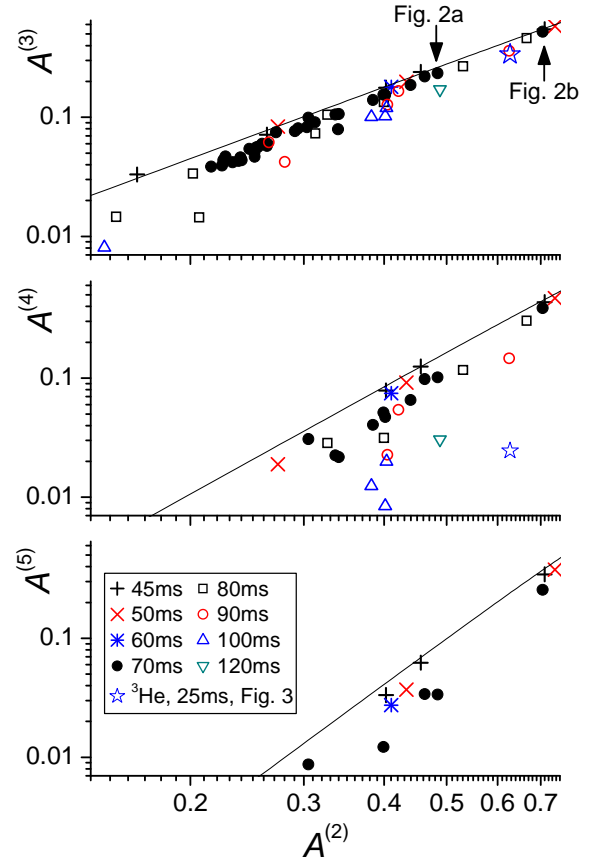 Fig. 2a
A(3)
0.1
0.01
Fig. 2b
A(4)
0.1
0.01
A(5)
0.1
0.01
45ms 80ms
50ms 90ms
60ms 100ms
70ms 120ms
³He, 25ms, Fig. 3
0.2 0.3 0.4 0.5 0.6 0.7
A(2)